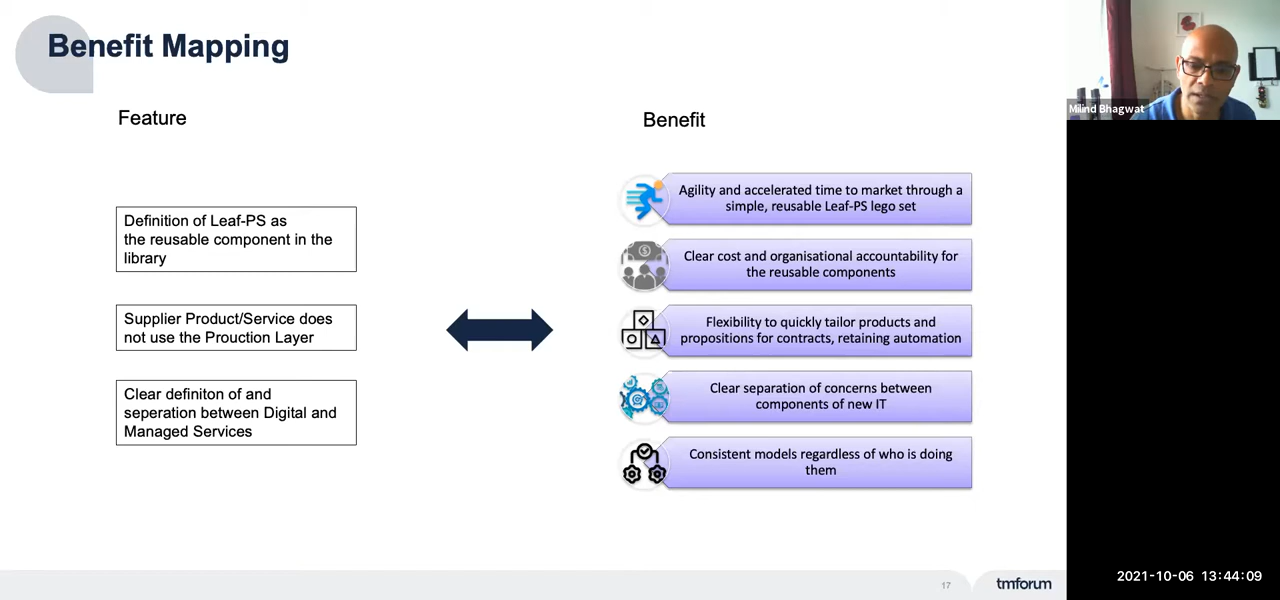 Benefit Mapping
Feature
Benefit
Definition of Leaf-PS as
the reusable component in the
library
Supplier Product/Service does
not use the Prouction Layer
Clear definiton of and
seperation between Digital and
Managed Services
Agility and accelerated time to market through a
simple, reusable Leaf-PS lego set
Clear cost and organisational accountability for
the reusable components
Flexibility to quickly tailor products and
propositions for contracts, retaining automation
Clear separation of concerns between
components of new IT
Consistent models regardless of who is doing
them
17
tmforum
Milind Bhagwat
2021-10-06 13:44:09